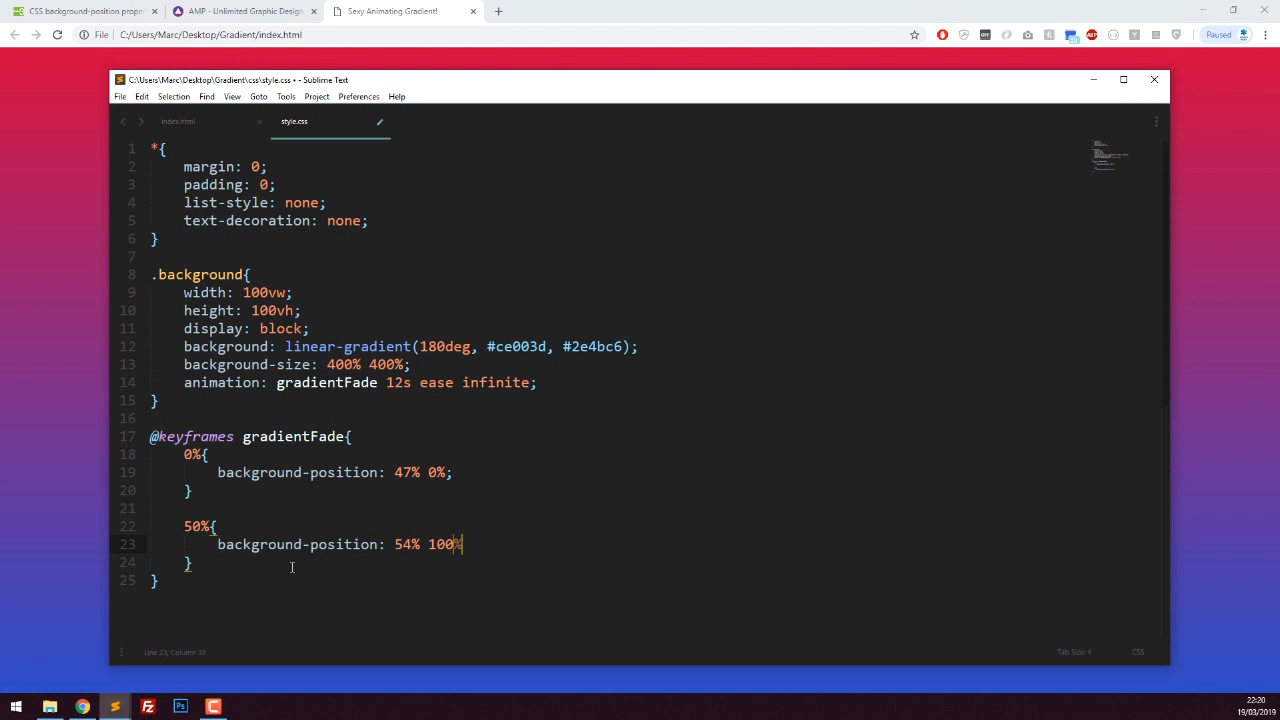 CSS background-position prope
AMP - Unlimited Graphic Design
Sexy Animating Gradient!
File
C:/Users/Marc/Desktop/Gradient/index.html
OFF
ABP
Paused
C:\Users\Marc\Desktop\Gradient\css\style.css • - Sublime Text
File Edit Selection Find View Goto Tools Project Preferences Help
index.html
style.css
1 *{
2 margin: 0;
3 padding: 0;
4 list-style: none;
5 text-decoration: none;
6 }
7
8 .background{
9 width: 100vw;
10 height: 100vh;
11 display: block;
12 background: linear-gradient(180deg, #ce003d, #2e4bc6);
13 background-size: 400% 400%;
14 animation: gradientFade 12s ease infinite;
15 }
16
17 @keyframes gradientFade{
18 0%{
19 background-position: 47% 0%;
20 }
21
22 50%{
23 background-position: 54% 100%
24 }
25 }
Line 23, Column 33
Tab Size: 4
CSS
Fz
Ps
22:20
19/03/2019